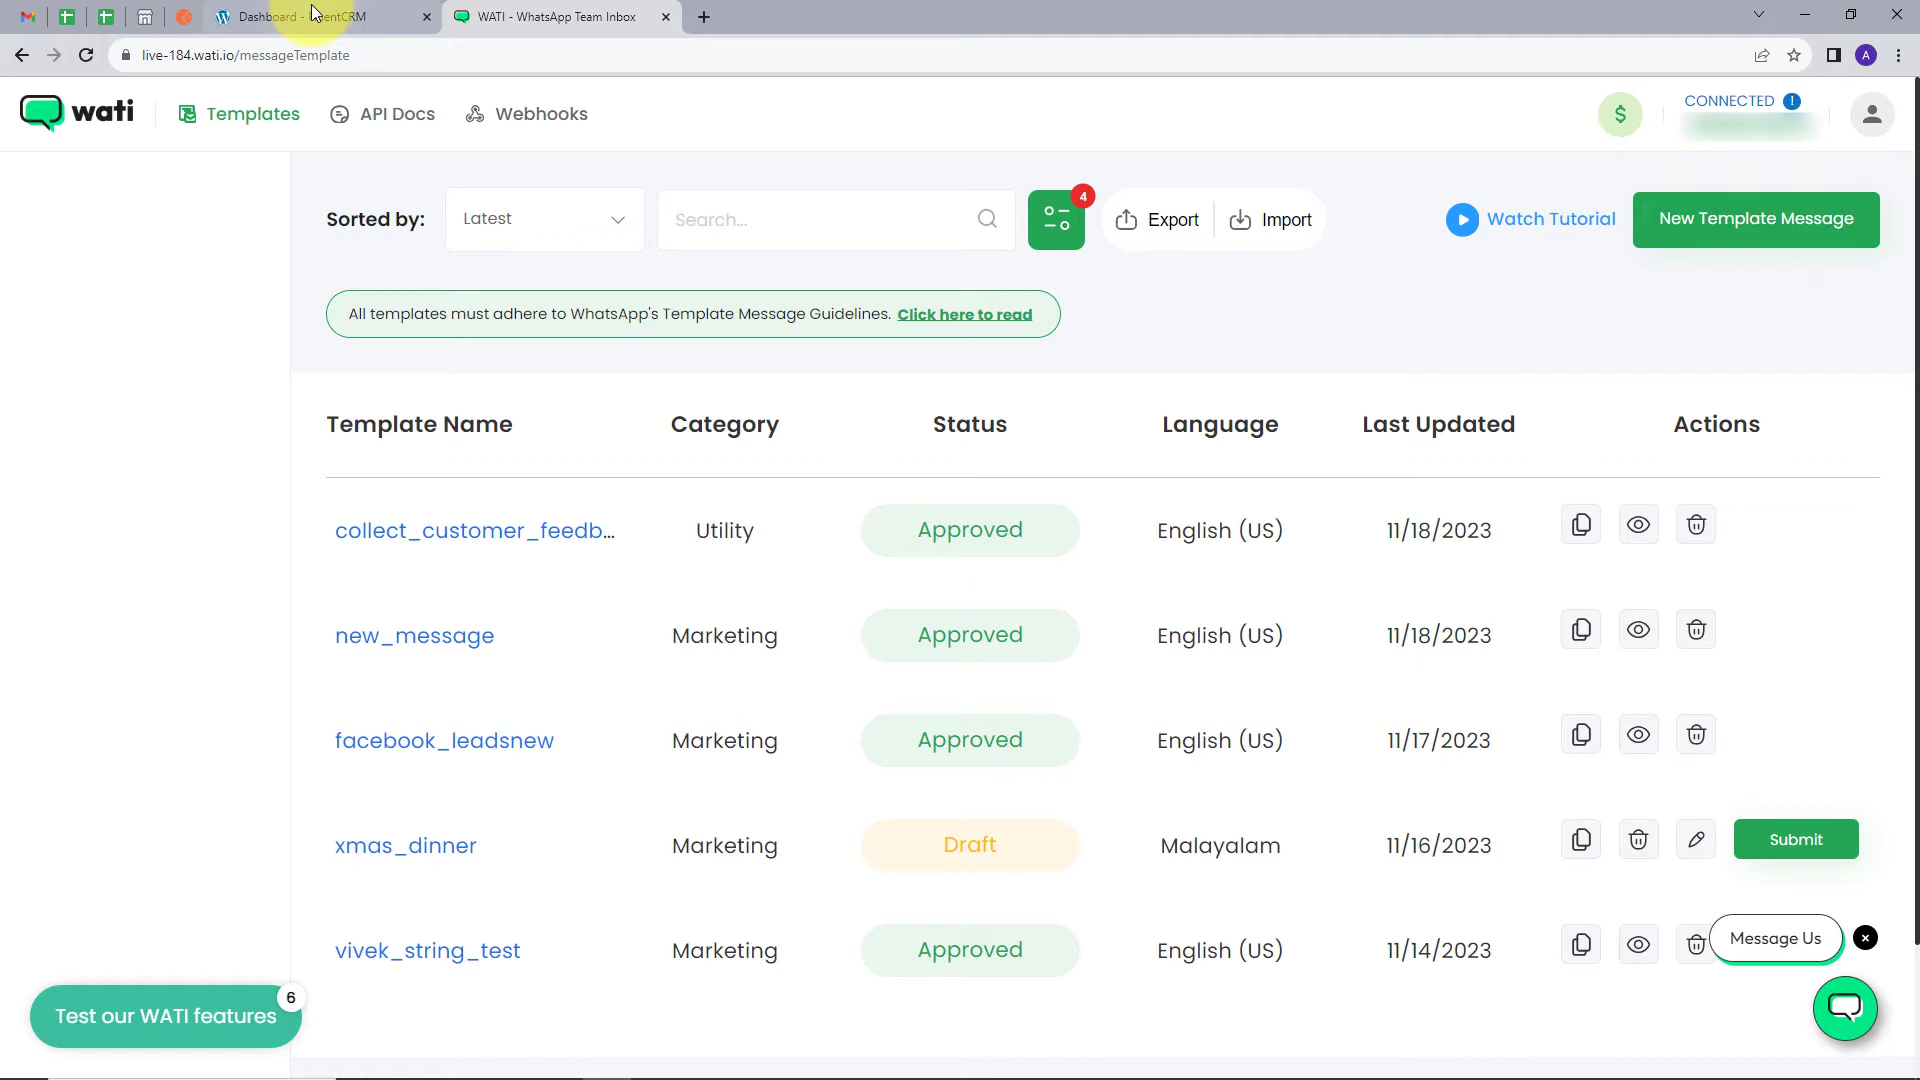 Dashboard - entCRM
WATI - WhatsApp Team Inbox
live-184.wati.io/messageTemplate
A
wati
Templates
API Docs
Webhooks
$
CONNECTED
Sorted by:
Latest
Search...
4
Export
Import
Watch Tutorial
New Template Message
All templates must adhere to WhatsApp's Template Message Guidelines. Click here to read
Template Name Category Status Language Last Updated Actions
collect_customer_feedb... Utility Approved English (US) 11/18/2023
new_message Marketing Approved English (US) 11/18/2023
facebook_leadsnew Marketing Approved English (US) 11/17/2023
xmas_dinner Marketing Draft Malayalam 11/16/2023 Submit
vivek_string_test Marketing Approved English (US) 11/14/2023
Message Us
Test our WATI features
6